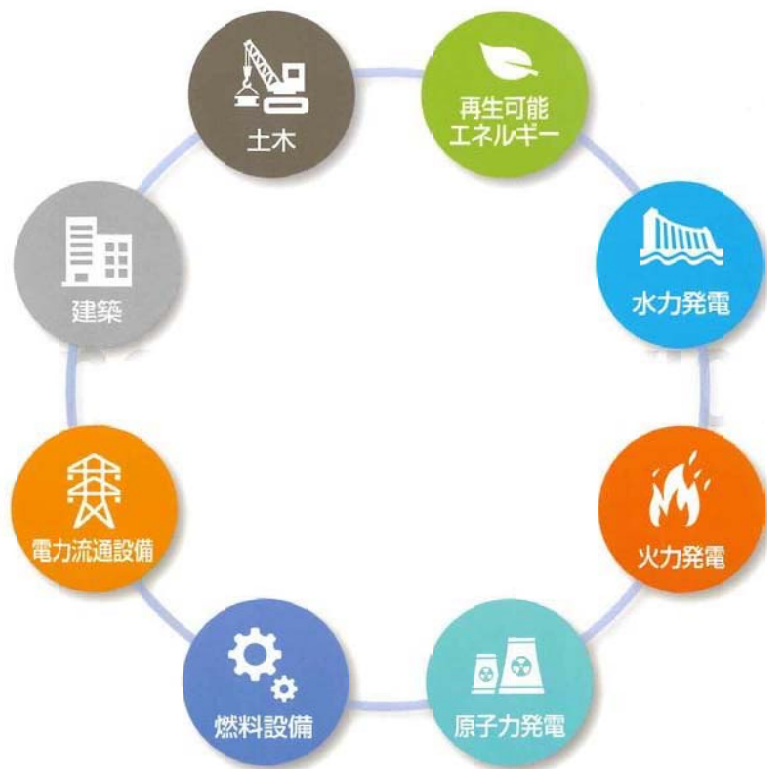 土木
再生可能
エネルギー
建築
水力発電
電力流通設備
火力発電
燃料設備
原子力発電